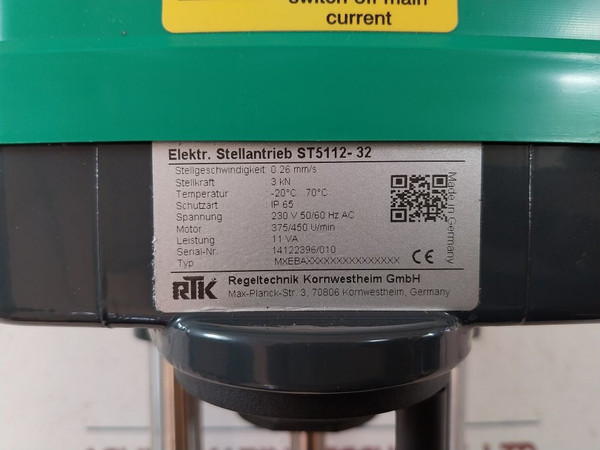 switch off main
current
Elektr. Stellantrieb ST5112- 32
Stellgeschwindigkeit 0.26 mm/s
Stellkraft 3 kN
Temperatur -20°C 70°C
Schutzart IP 65
Spannung 230 V 50/60 Hz AC
Motor 375/450 U/min
Leistung 11 VA
Serial-Nr. 14122396/010
Typ MXEBAXXXXXXXXXXXXXXX CE
Made in Germany
RTK Regeltechnik Kornwestheim GmbH
Max-Planck-Str. 3, 70806 Kornwestheim, Germany